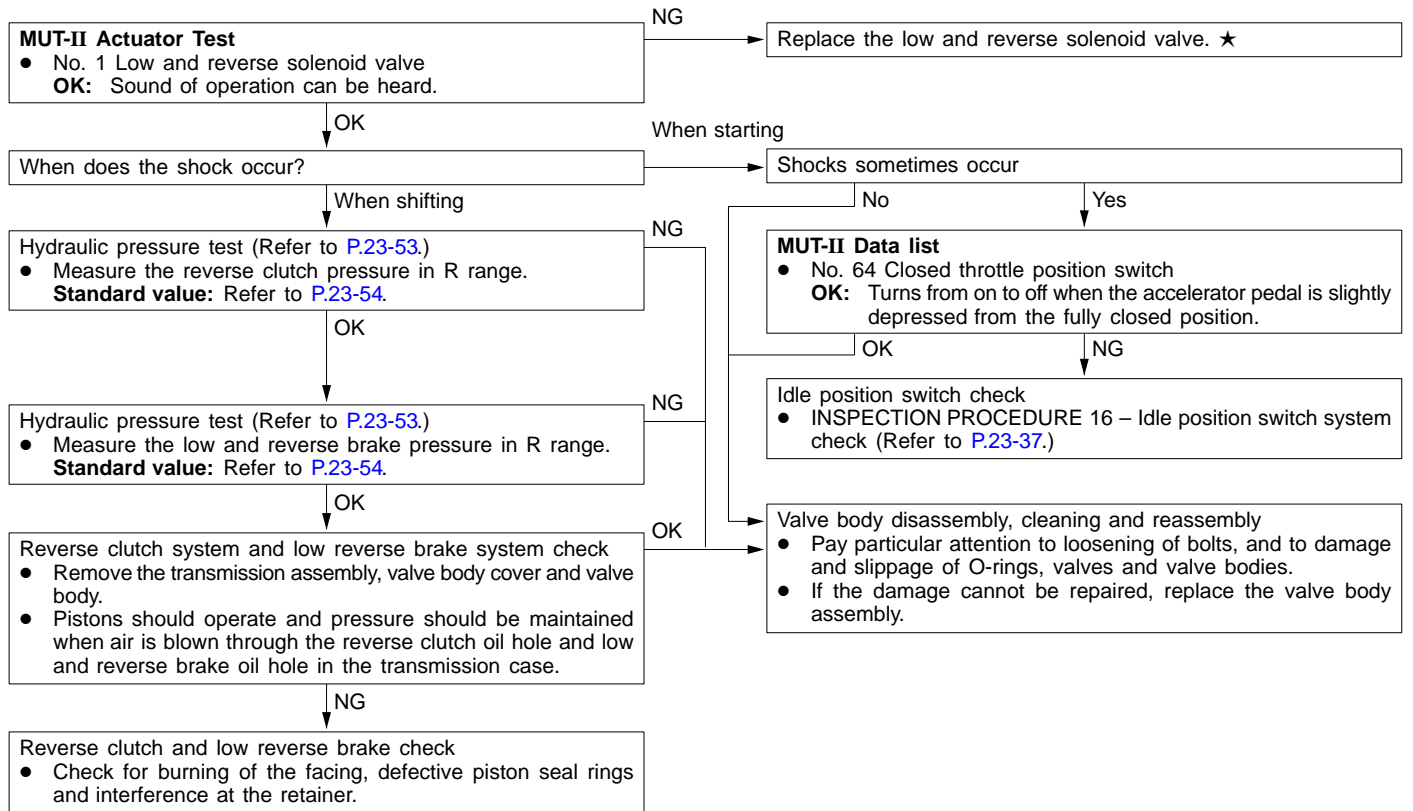 MUT-II Actuator Test
● No. 1 Low and reverse solenoid valve
OK: Sound of operation can be heard.
NG
Replace the low and reverse solenoid valve. ★
OK
When does the shock occur?
When starting
Shocks sometimes occur
When shifting
No
Yes
Hydraulic pressure test (Refer to P.23-53.)
● Measure the reverse clutch pressure in R range.
Standard value: Refer to P.23-54.
NG
MUT-II Data list
● No. 64 Closed throttle position switch
OK: Turns from on to off when the accelerator pedal is slightly
depressed from the fully closed position.
OK
OK
NG
Idle position switch check
● INSPECTION PROCEDURE 16 – Idle position switch system
check (Refer to P.23-37.)
Hydraulic pressure test (Refer to P.23-53.)
● Measure the low and reverse brake pressure in R range.
Standard value: Refer to P.23-54.
NG
OK
Reverse clutch system and low reverse brake system check
● Remove the transmission assembly, valve body cover and valve
body.
● Pistons should operate and pressure should be maintained
when air is blown through the reverse clutch oil hole and low
and reverse brake oil hole in the transmission case.
OK
Valve body disassembly, cleaning and reassembly
● Pay particular attention to loosening of bolts, and to damage
and slippage of O-rings, valves and valve bodies.
● If the damage cannot be repaired, replace the valve body
assembly.
NG
Reverse clutch and low reverse brake check
● Check for burning of the facing, defective piston seal rings
and interference at the retainer.